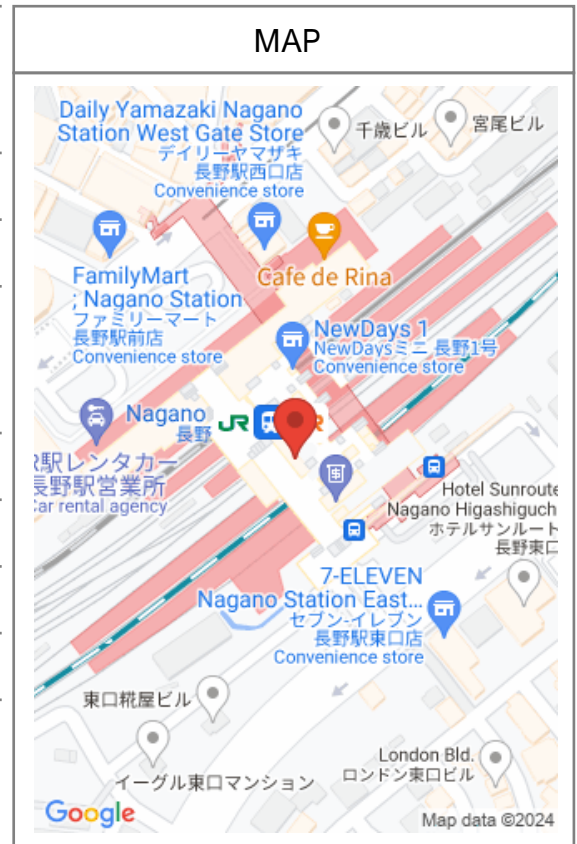 MAP
Daily Yamazaki Nagano
Station West Gate Store
デイリーヤマザキ
長野駅西口店
Convenience store
千歳ビル
宮尾ビル
Cafe de Rina
FamilyMart
; Nagano Station
ファミリーマート
長野駅前店
Convenience store
NewDays 1
NewDaysミニ 長野1号
Convenience store
Nagano
長野
JR
R
R駅レンタカー
長野駅営業所
Car rental agency
Hotel Sunroute
Nagano Higashiguch
ホテルサンルート
長野東口
7-ELEVEN
Nagano Station East...
セブン-イレブン
長野駅東口店
Convenience store
東口糀屋ビル
イーグル東口マンション
London Bld.
ロンドン東口ビル
Google
Map data ©2024